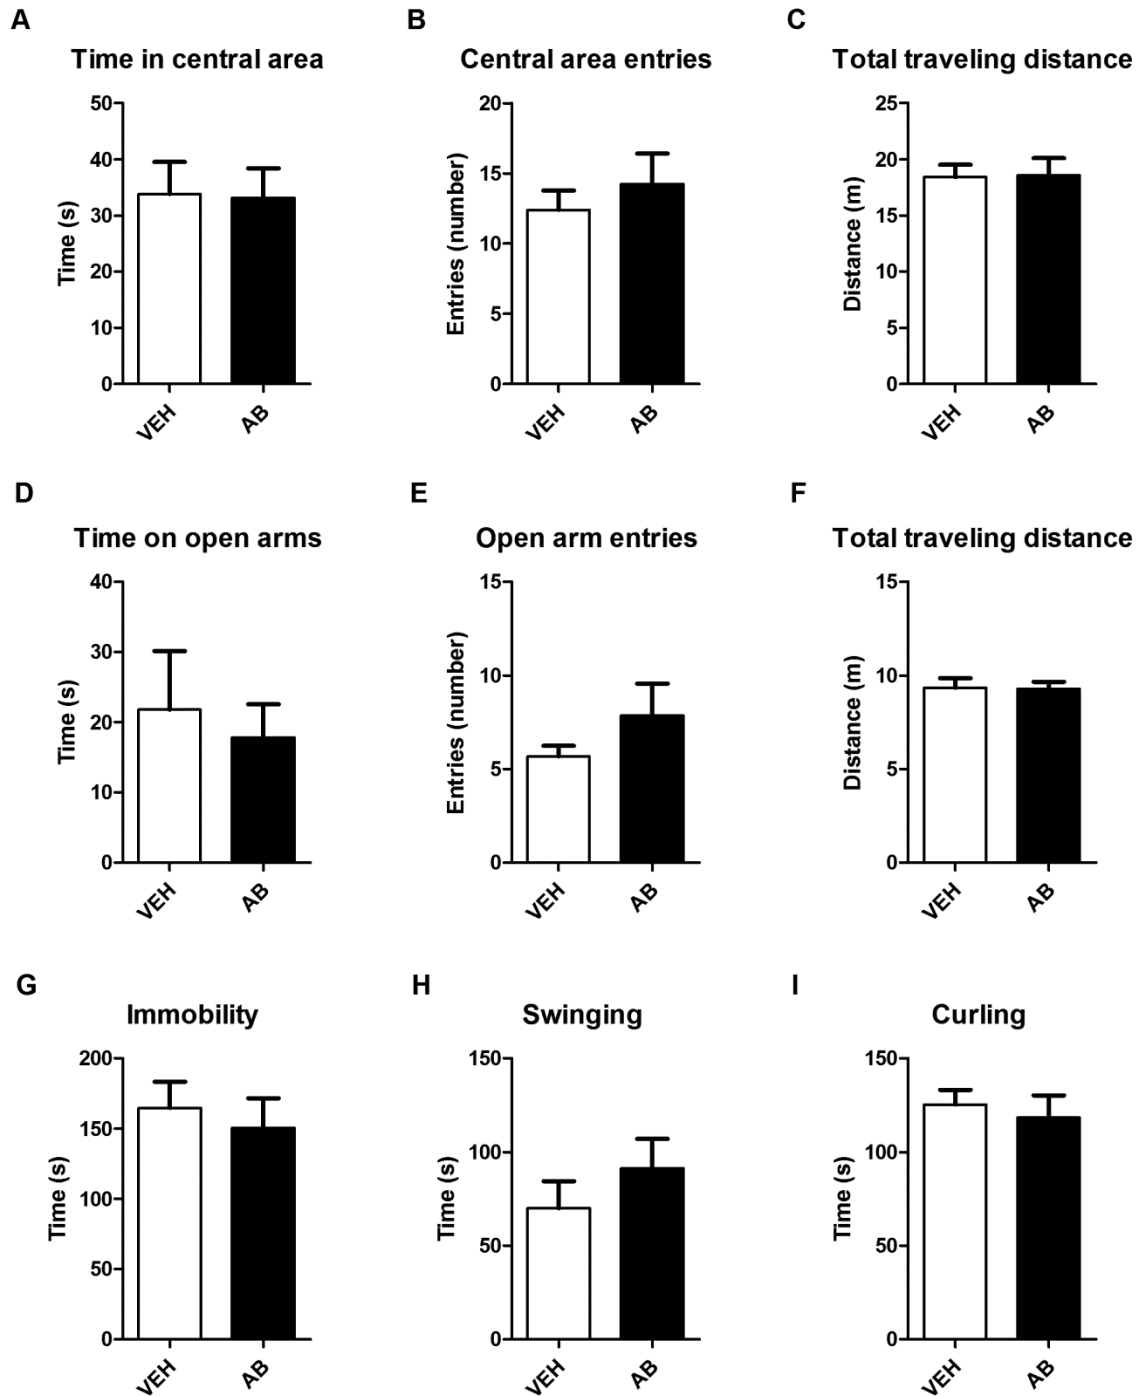 A
Time in central area
Time (s)
50
40
30
20
10
0
VEH
AB
B
Central area entries
Entries (number)
20
15
10
5
0
VEH
AB
C
Total traveling distance
Distance (m)
25
20
15
10
5
0
VEH
AB
D
Time on open arms
Time (s)
40
30
20
10
0
VEH
AB
E
Open arm entries
Entries (number)
15
10
5
0
VEH
AB
F
Total traveling distance
Distance (m)
15
10
5
0
VEH
AB
G
Immobility
Time (s)
200
150
100
50
0
VEH
AB
H
Swinging
Time (s)
150
100
50
0
VEH
AB
I
Curling
Time (s)
150
100
50
0
VEH
AB